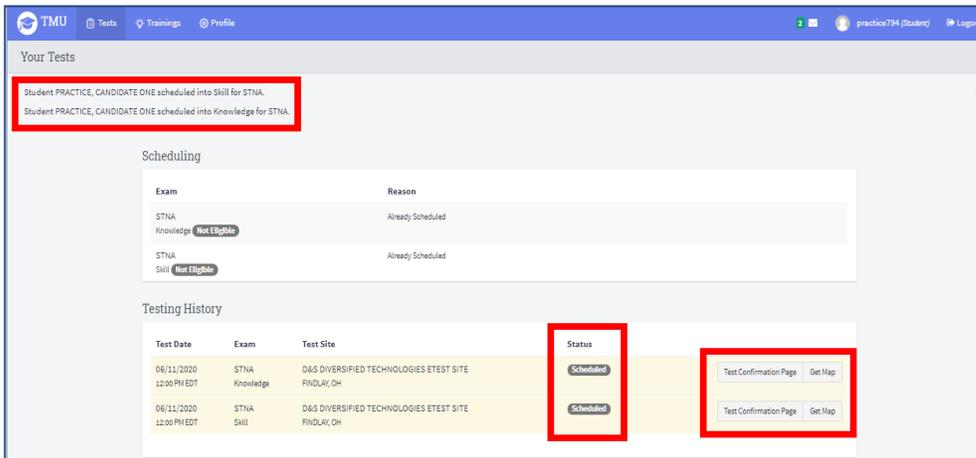 TMU Tests Trainings Profile 2 practice794 (Student) Logou
Your Tests
Student PRACTICE, CANDIDATE ONE scheduled into Skill for STNA.
Student PRACTICE, CANDIDATE ONE scheduled into Knowledge for STNA.
Scheduling
Exam Reason
STNA Already Scheduled
Knowledge Not Eligible
STNA Already Scheduled
Skill Not Eligible
Testing History
Test Date Exam Test Site Status
06/11/2020 STNA D&S DIVERSIFIED TECHNOLOGIES ETEST SITE Scheduled Test Confirmation Page Get Map
12:00 PM EDT Knowledge FINDLAY, OH
06/11/2020 STNA D&S DIVERSIFIED TECHNOLOGIES ETEST SITE Scheduled Test Confirmation Page Get Map
12:00 PM EDT Skill FINDLAY, OH